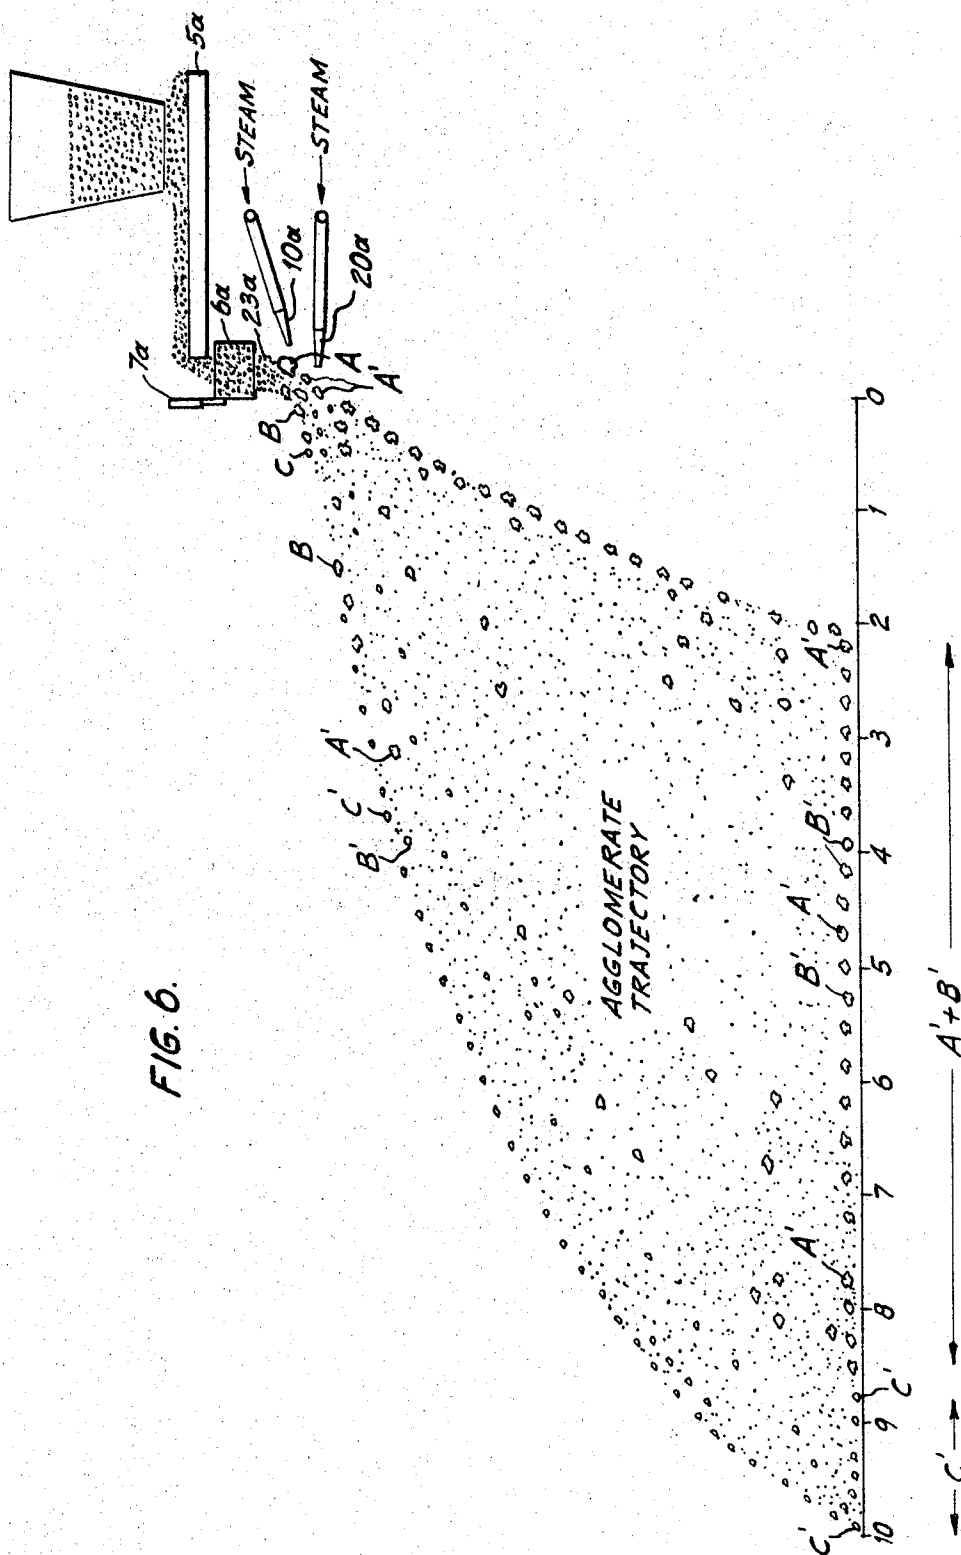 5a
STEAM
STEAM
7a
6a
23a
10a
20a
A
A'
B
C
B
A'
C'
B'
FIG. 6.
AGGLOMERATE
TRAJECTORY
A'
B'
A'
B'
A'
C'
C'
0 1 2 3 4 5 6 7 8 9 10
A'+B'
C'